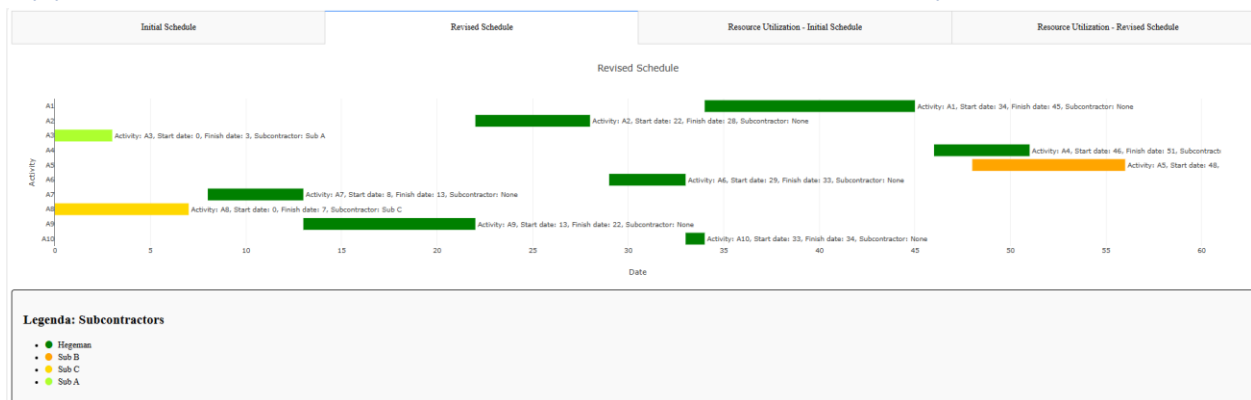 Initial Schedule
Revised Schedule
Resource Utilization - Initial Schedule
Resource Utilization - Revised Schedule
Revised Schedule
A1
Activity: A1, Start date: 34, Finish date: 45, Subcontractor: None
A2
Activity: A2, Start date: 22, Finish date: 28, Subcontractor: None
A3
Activity: A3, Start date: 0, Finish date: 3, Subcontractor: Sub A
A4
Activity: A4, Start date: 46, Finish date: 51, Subcontract
A5
Activity: A5, Start date: 48,
A6
Activity: A6, Start date: 29, Finish date: 33, Subcontractor: None
A7
Activity: A7, Start date: 8, Finish date: 13, Subcontractor: None
A8
Activity: A8, Start date: 0, Finish date: 7, Subcontractor: Sub C
A9
Activity: A9, Start date: 13, Finish date: 22, Subcontractor: None
A10
Activity: A10, Start date: 33, Finish date: 34, Subcontractor: None
Activity
0 5 10 15 20 25 30 35 40 45 50 55 60
Date
Legenda: Subcontractors
Hegeman
Sub B
Sub C
Sub A